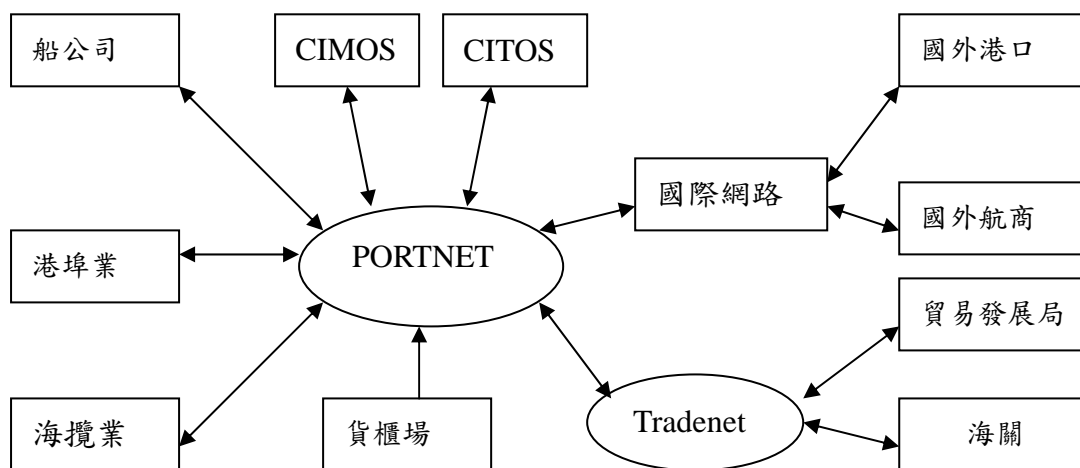 船公司
CIMOS
CITOS
國外港口
國際網路
國外航商
港埠業
PORTNET
貿易發展局
海攬業
貨櫃場
Tradenet
海關